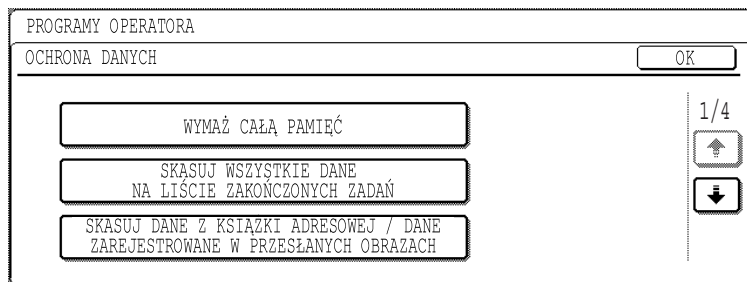 PROGRAMY OPERATORA
OCHRONA DANYCH
OK
WYMAŻ CAŁĄ PAMIĘĆ
1/4
SKASUJ WSZYSTKIE DANE
NA LIŚCIE ZAKOŃCZONYCH ZADAŃ
SKASUJ DANE Z KSIĄZKI ADRESOWEJ / DANE
ZAREJESTROWANE W PRZESŁANYCH OBRAZACH